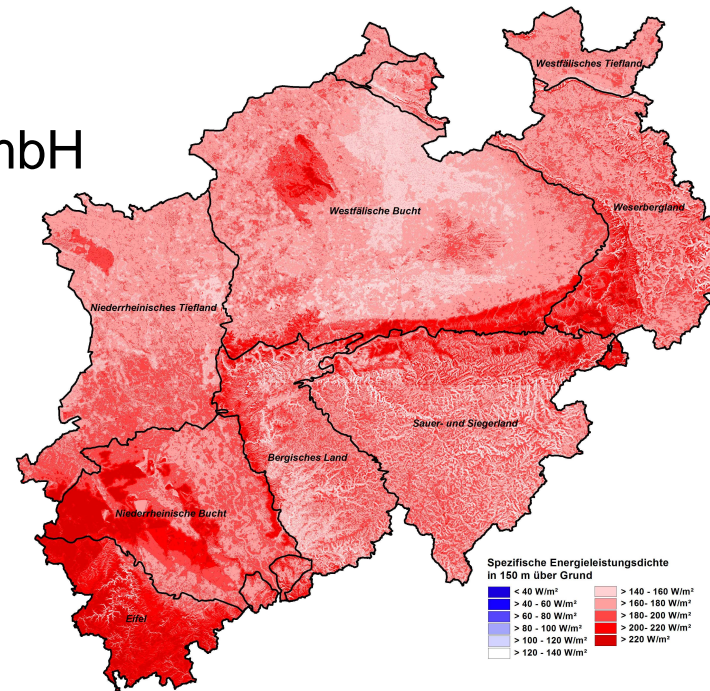 Westfälisches Tiefland
mbH
Westfälische Bucht
Weserbergland
Niederrheinisches Tiefland
Sauer- und Siegerland
Bergisches Land
Niederrheinische Bucht
Eifel
Spezifische Energieleistungsdichte
in 150 m über Grund
< 40 W/m²
> 40 - 60 W/m²
> 60 - 80 W/m²
> 80 - 100 W/m²
> 100 - 120 W/m²
> 120 - 140 W/m²
> 140 - 160 W/m²
> 160- 180 W/m²
> 180- 200 W/m²
> 200- 220 W/m²
> 220 W/m²